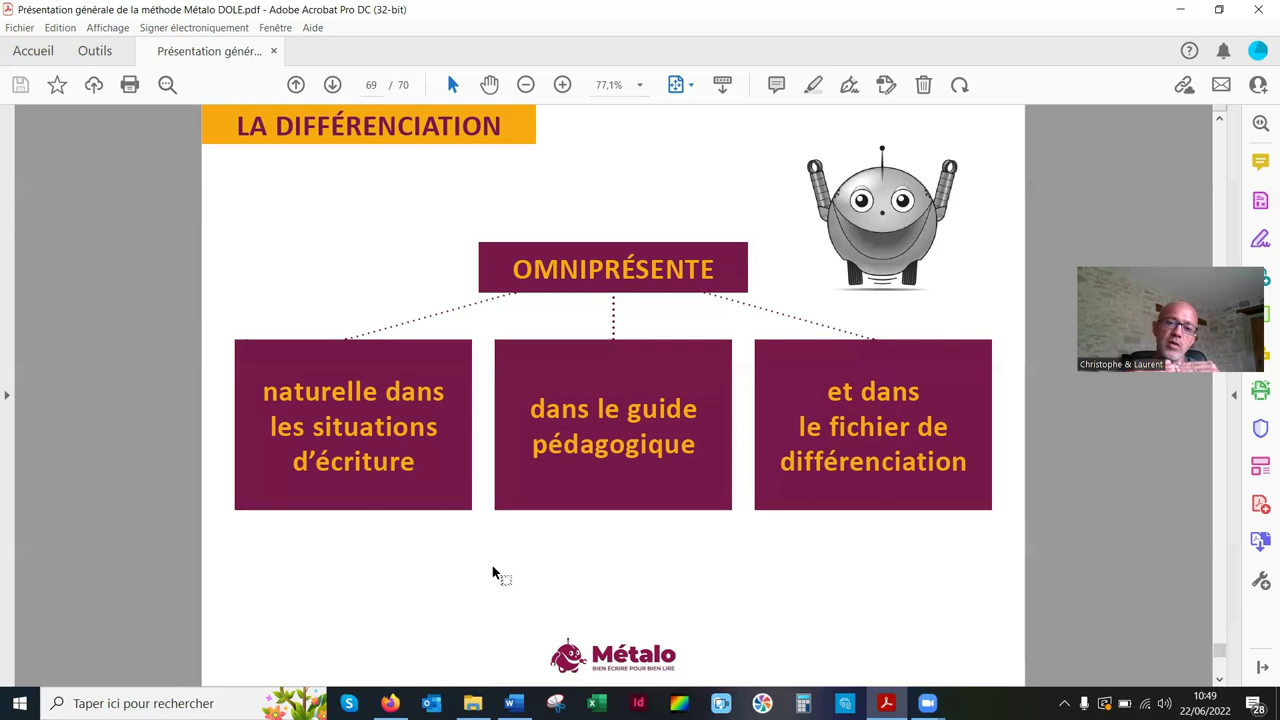 Présentation générale de la méthode Métalo DOLE.pdf - Adobe Acrobat Pro DC (32-bit)
Fichier Edition Affichage Signer électroniquement Fenêtre Aide
Accueil Outils Présentation génér... ×
69 / 70 77,1%
LA DIFFÉRENCIATION
OMNIPRÉSENTE
naturelle dans
les situations
d'écriture
dans le guide
pédagogique
et dans
le fichier de
différenciation
Christophe & Laurent
Métalo
BIEN ÉCRIRE POUR BIEN LIRE
Tapernici pour rechercher
10:49
22/06/2022
28